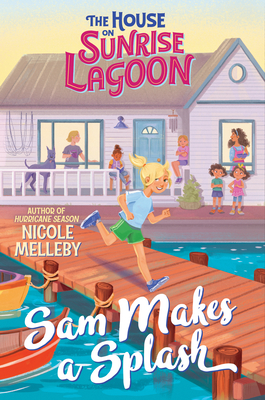 THE HOUSE
ON
SUNRISE
LAGOON
AUTHOR OF
HURRICANE SEASON
NICOLE
MELLEBY
Sam Makes
a Splash